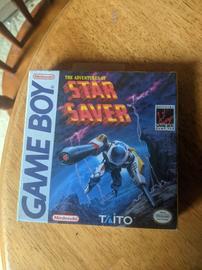 Nintendo
GAME BOY
THE ADVENTURES OF
STAR
SAVER
Nintendo
TAITO